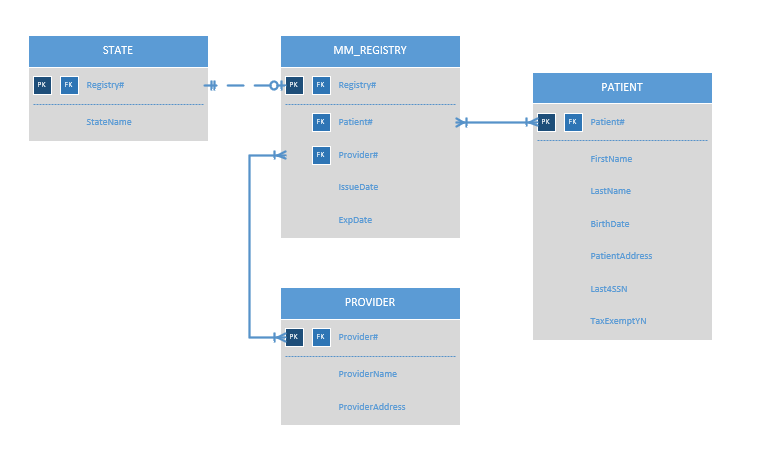 STATE
PK FK Registry#
StateName
MM_REGISTRY
PK FK Registry#
FK Patient#
FK Provider#
IssueDate
ExpDate
PATIENT
PK FK Patient#
FirstName
LastName
BirthDate
PatientAddress
Last4SSN
TaxExemptYN
PROVIDER
PK FK Provider#
ProviderName
ProviderAddress